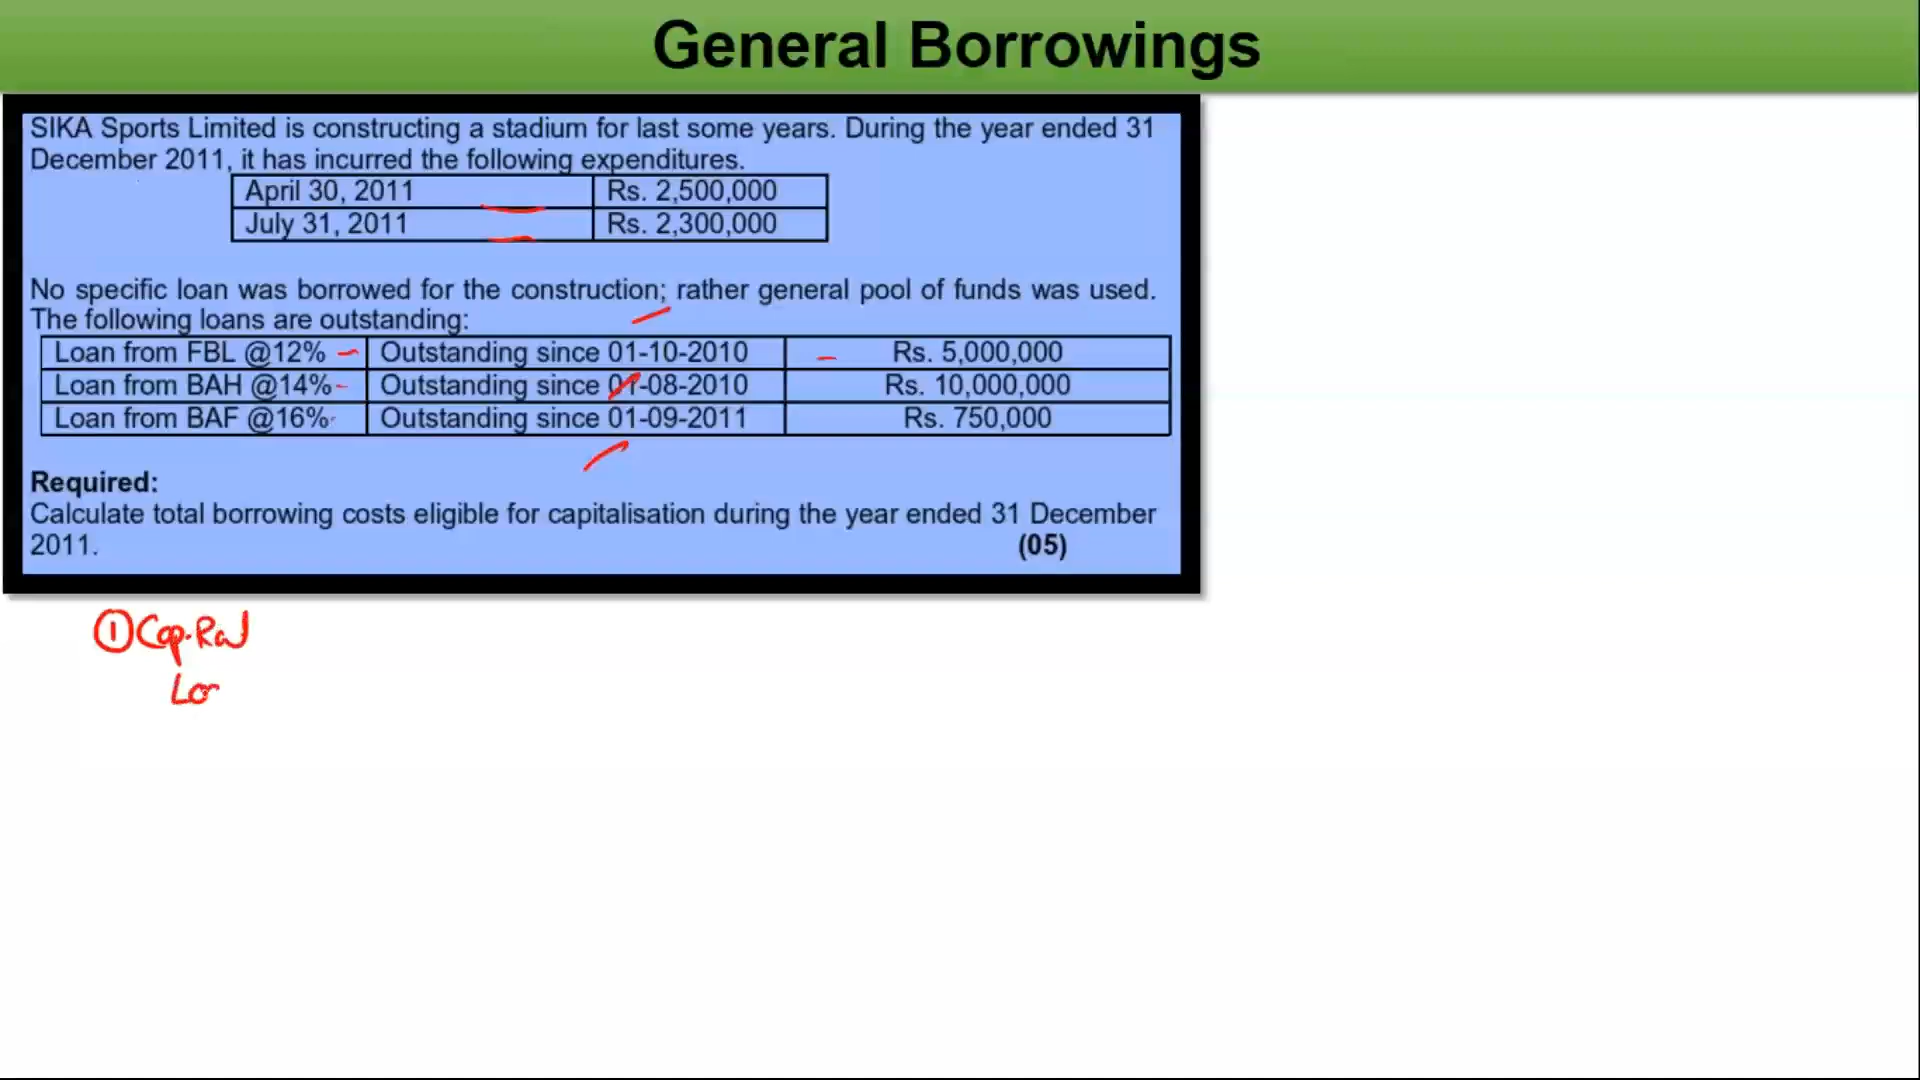 General Borrowings
SIKA Sports Limited is constructing a stadium for last some years. During the year ended 31
December 2011, it has incurred the following expenditures.
April 30, 2011 Rs. 2,500,000
July 31, 2011 Rs. 2,300,000
No specific loan was borrowed for the construction; rather general pool of funds was used.
The following loans are outstanding:
Loan from FBL @12% Outstanding since 01-10-2010 Rs. 5,000,000
Loan from BAH @14% Outstanding since 01-08-2010 Rs. 10,000,000
Loan from BAF @16% Outstanding since 01-09-2011 Rs. 750,000
Required:
Calculate total borrowing costs eligible for capitalisation during the year ended 31 December
2011. (05)
① Cap.